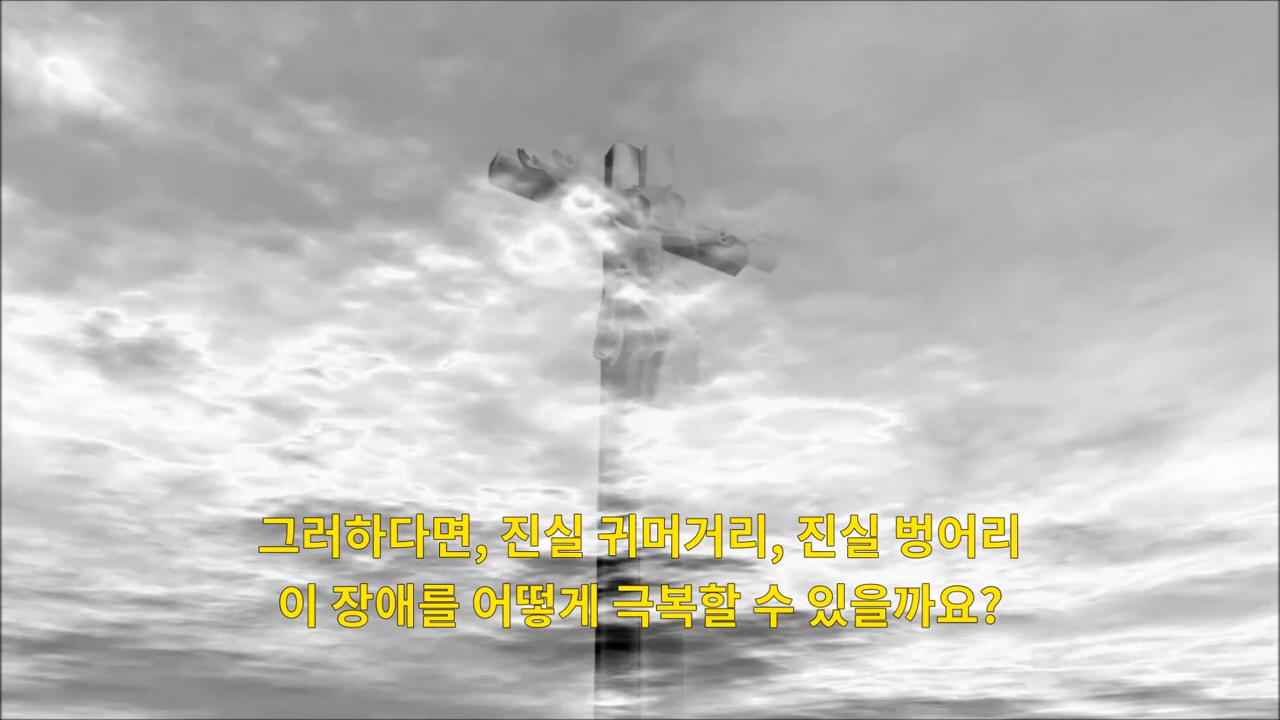 그러하다면, 진실 귀머거리, 진실 벙어리
이 장애를 어떻게 극복할 수 있을까요?